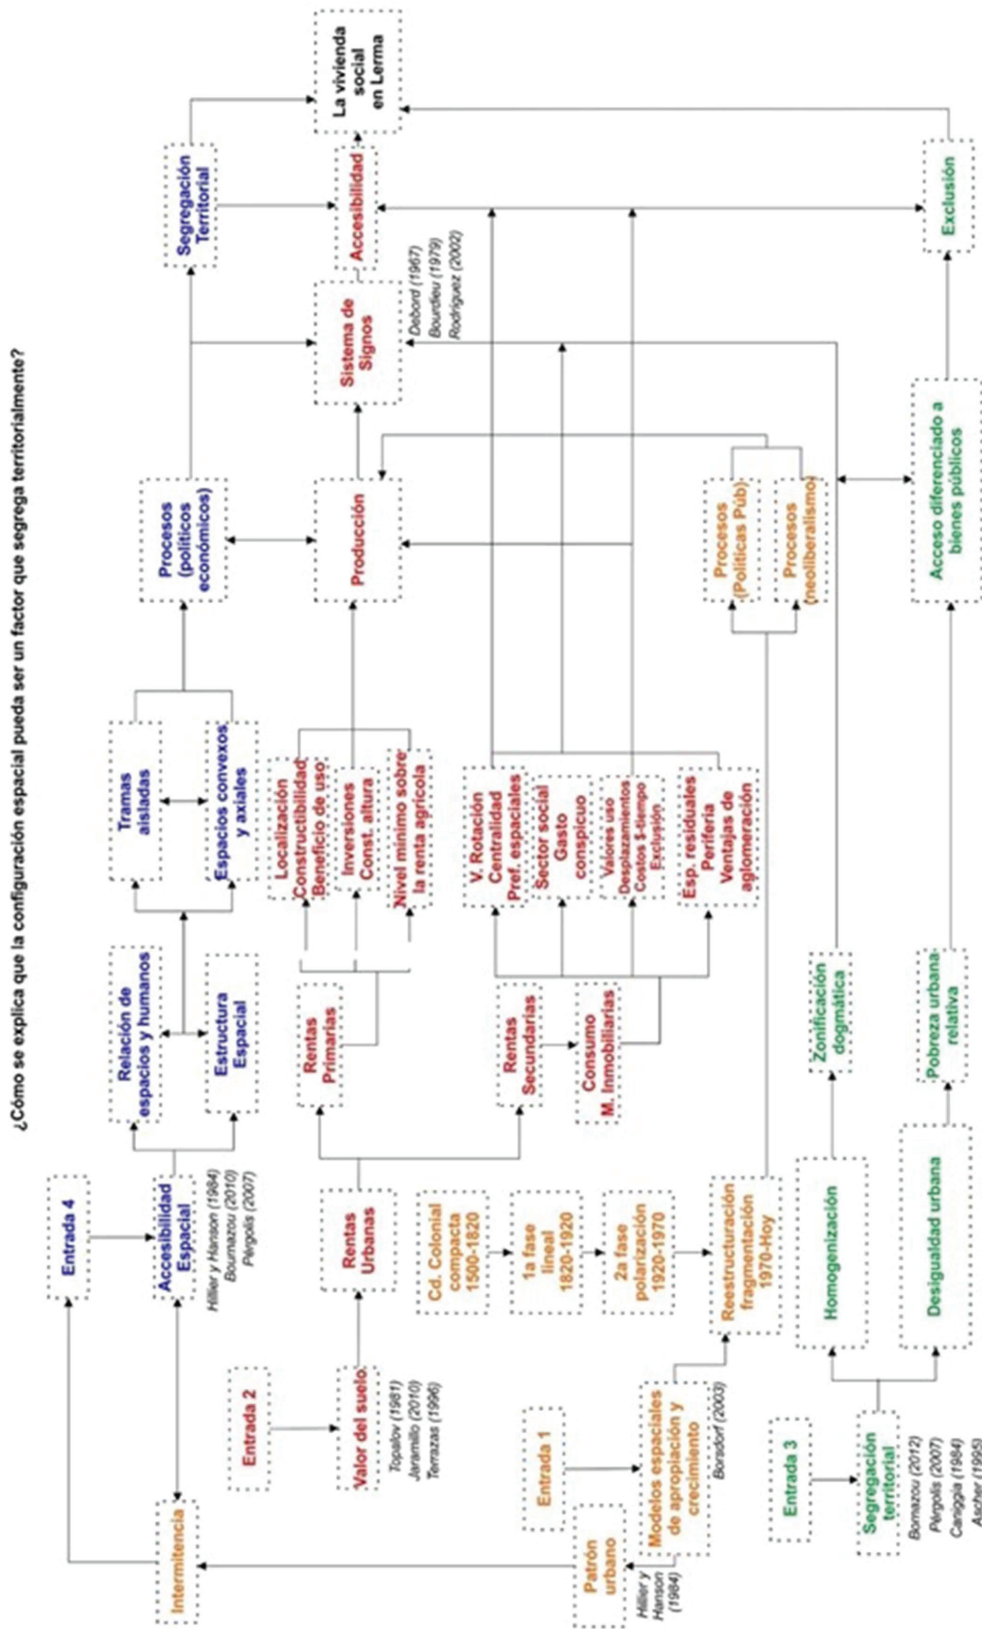 ¿Cómo se explica que la configuración espacial pueda ser un factor que segrega territorialmente?
Entrada 4
Accesibilidad
Espacial
Hillier y Hanson (1984)
Bournazou (2010)
Pérgolis (2007)
Intermitencia
Relación de
espacios y humanos
Estructura
Espacial
Tramas
aisladas
Espacios convexos
y axiales
Procesos
(políticos
económicos)
Segregación
Territorial
La vivienda
social
en Lerma
Entrada 2
Valor del suelo
Topalov (1981)
Jaramillo (2010)
Terrazas (1996)
Rentas
Urbanas
Rentas
Primarias
Localización
Constructibilidad
Beneficio de uso
Inversiones
Const. altura
Nivel mínimo sobre
la renta agrícola
Producción
Sistema de
Signos
Debord (1967)
Bourdieu (1979)
Rodríguez (2002)
Accesibilidad
Rentas
Secundarias
Consumo
M. Inmobiliarias
V. Rotación
Centralidad
Pref. espaciales
Sector social
Gasto
conspicuo
Valores uso
Desplazamientos
Costos $-tiempo
Exclusión
Esp. residuales
Periferia
Ventajas de
aglomeración
Entrada 1
Modelos espaciales
de apropiación y
crecimiento
Borsdorf (2003)
Patrón
urbano
Hillier y
Hanson
(1984)
Cd. Colonial
compacta
1500-1820
1a fase
lineal
1820-1920
2a fase
polarización
1920-1970
Reestructuración
fragmentación
1970-Hoy
Procesos
(Políticas Púb)
Procesos
(neoliberalismo)
Entrada 3
Segregación
territorial
Bornazou (2012)
Pérgolis (2007)
Caniggia (1984)
Ascher (1995)
Homogenización
Zonificación
dogmática
Desigualdad urbana
Pobreza urbana
relativa
Acceso diferenciado a
bienes públicos
Exclusión